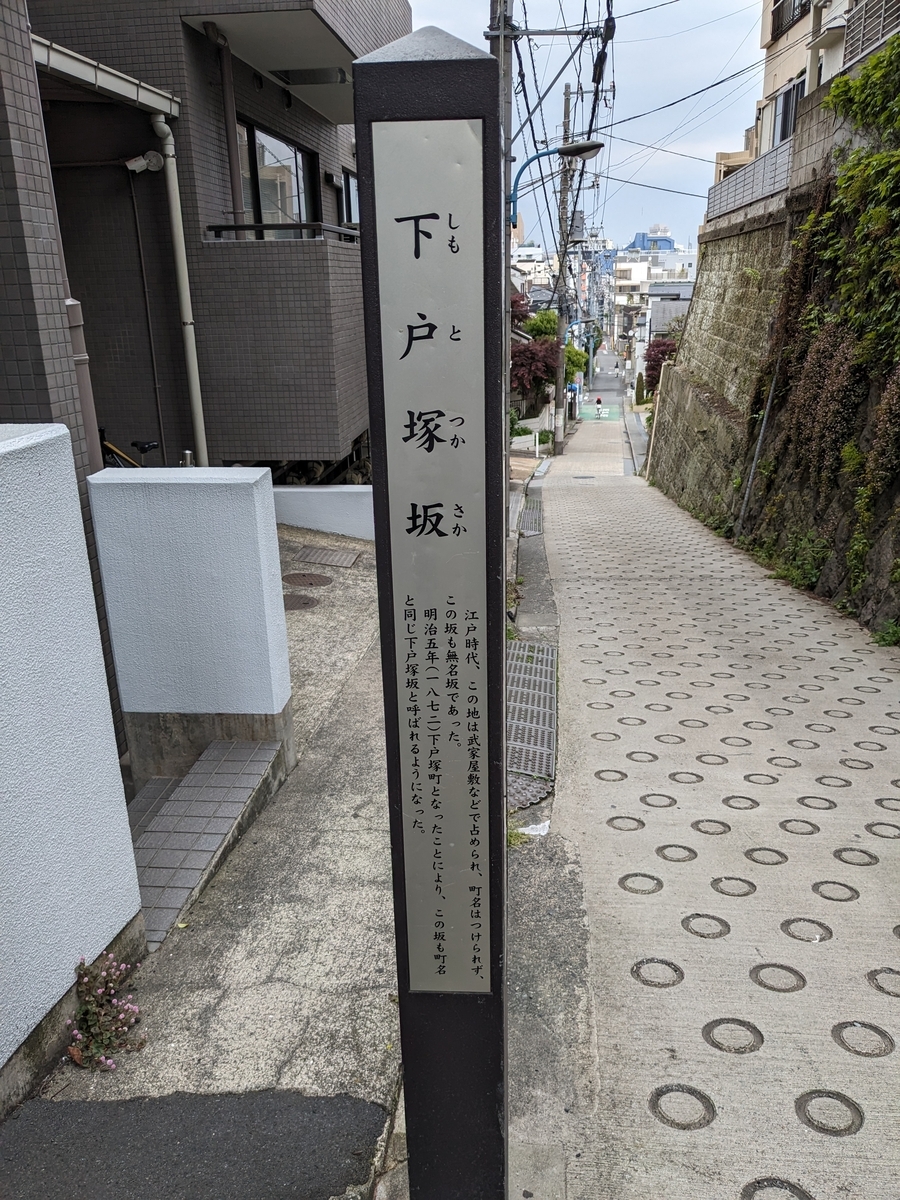 下戸塚坂
しもとつかさか
江戸時代、この地は武家屋敷などで占められ、町名はつけられず、
この坂も無名坂であった。
明治五年(一八七二)下戸塚町となったことにより、この坂も町名
と同じ下戸塚坂と呼ばれるようになった。